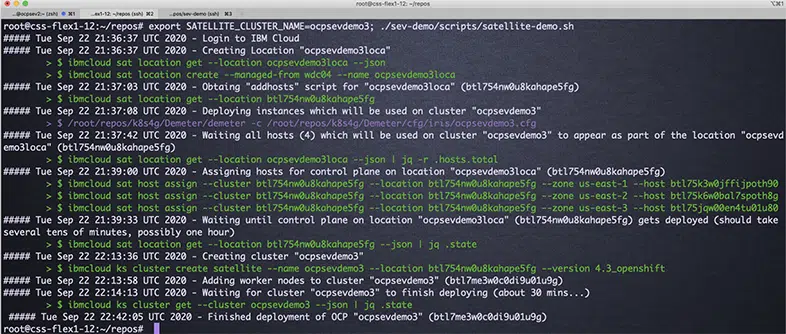 ~/repos
..@ocpsev2:~ (zsh) ⌘1
...ex1-12: ~/repos (ssh) ⌘2
...pos/sev-demo (ssh) ⌘3
⌥⌘1
root@css-flex1-12:~/repos# export SATELLITE_CLUSTER_NAME=ocpsevdemo3; ./sev-demo/scripts/satellite-demo.sh
##### Tue Sep 22 21:36:37 UTC 2020 - Login to IBM Cloud
##### Tue Sep 22 21:36:37 UTC 2020 - Creating Location "ocpsevdemo3loca"
> $ ibmcloud sat location get --location ocpsevdemo3loca --json
> $ ibmcloud sat location create --managed-from wdc04 --name ocpsevdemo3loca
##### Tue Sep 22 21:37:03 UTC 2020 - Obtaing "addhosts" script for "ocpsevdemo3loca" (btl754nw0u8kahape5fg)
> $ ibmcloud sat location get --location btl754nw0u8kahape5fg
##### Tue Sep 22 21:37:08 UTC 2020 - Deploying instances which will be used on cluster "ocpsevdemo3"
> $ /root/repos/k8s4g/Demeter/demeter -c /root/repos/k8s4g/Demeter/cfg/iris/ocpsevdemo3.cfg
##### Tue Sep 22 21:37:42 UTC 2020 - Waiting all hosts (4) which will be used on cluster "ocpsevdemo3" to appear as part of the location "ocpsevd
emo3loca" (btl754nw0u8kahape5fg)
> $ ibmcloud sat location get --location ocpsevdemo3loca --json | jq -r .hosts.total
##### Tue Sep 22 21:39:00 UTC 2020 - Assigning hosts for control plane on location "ocpsevdemo3loca" (btl754nw0u8kahape5fg)
> $ ibmcloud sat host assign --cluster btl754nw0u8kahape5fg --location btl754nw0u8kahape5fg --zone us-east-1 --host btl75k3w0jffijpoth90
> $ ibmcloud sat host assign --cluster btl754nw0u8kahape5fg --location btl754nw0u8kahape5fg --zone us-east-2 --host btl75k6w0bal7spoth8g
> $ ibmcloud sat host assign --cluster btl754nw0u8kahape5fg --location btl754nw0u8kahape5fg --zone us-east-3 --host btl75jqw00en4tu01u80
##### Tue Sep 22 21:39:33 UTC 2020 - Waiting until control plane on location "ocpsevdemo3loca" (btl754nw0u8kahape5fg) gets deployed (should take
several tens of minutes, possibly one hour)
> $ ibmcloud sat location get --location btl754nw0u8kahape5fg --json | jq .state
##### Tue Sep 22 22:13:36 UTC 2020 - Creating cluster "ocpsevdemo3"
> $ ibmcloud ks cluster create satellite --name ocpsevdemo3 --location btl754nw0u8kahape5fg --version 4.3_openshift
##### Tue Sep 22 22:13:58 UTC 2020 - Adding worker nodes to cluster "ocpsevdemo3" (btl7me3w0c0di9u01u9g)
##### Tue Sep 22 22:14:13 UTC 2020 - Waiting for cluster "ocpsevdemo3" to finish deploying (about 30 mins...)
> $ ibmcloud ks cluster get --cluster ocpsevdemo3 --json | jq .state
##### Tue Sep 22 22:42:05 UTC 2020 - Finished deployment of OCP "ocpsevdemo3" (btl7me3w0c0di9u01u9g)
root@css-flex1-12:~/repos#